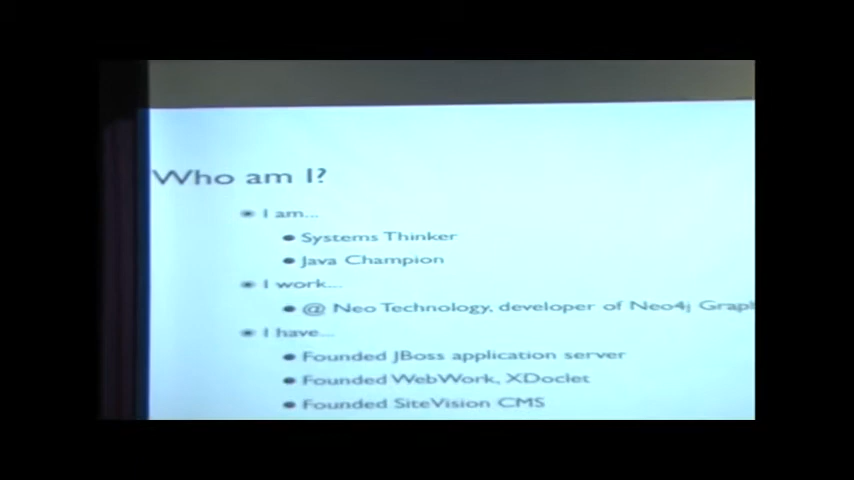 Who am I?
I am...
Systems Thinker
Java Champion
I work...
@ Neo Technology, developer of Neo4j Graph
I have...
Founded JBoss application server
Founded WebWork, XDoclet
Founded SiteVision CMS